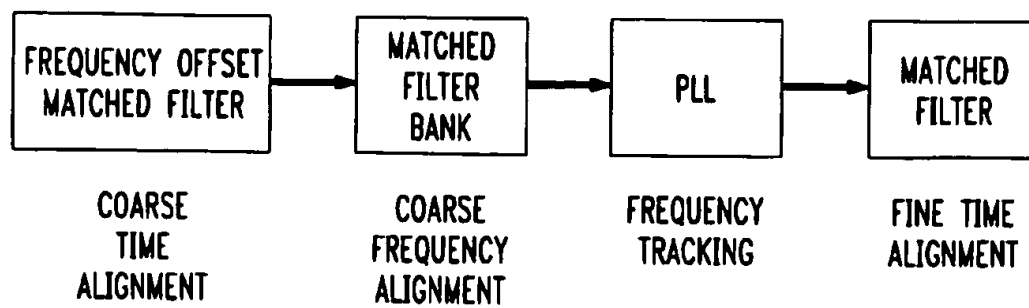 FREQUENCY OFFSET
MATCHED FILTER
MATCHED
FILTER
BANK
PLL
MATCHED
FILTER
COARSE
TIME
ALIGNMENT
COARSE
FREQUENCY
ALIGNMENT
FREQUENCY
TRACKING
FINE TIME
ALIGNMENT